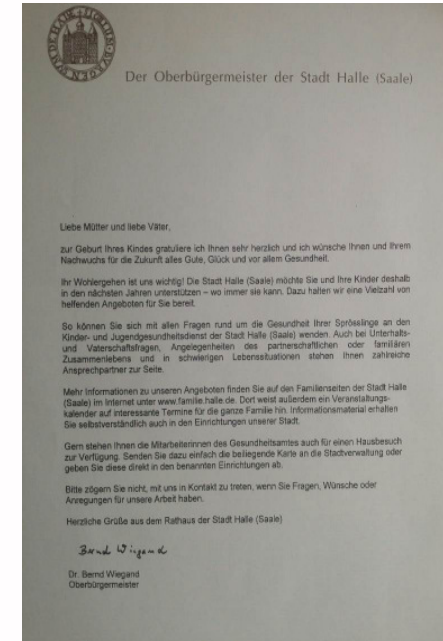 Der Oberbürgermeister der Stadt Halle (Saale)
Liebe Mütter und liebe Väter,
zur Geburt Ihres Kindes gratuliere ich Ihnen sehr herzlich und ich wünsche Ihnen und Ihrem
Nachwuchs für die Zukunft alles Gute, Glück und vor allem Gesundheit.
Ihr Wohlergehen ist uns wichtig! Die Stadt Halle (Saale) möchte Sie und Ihre Kinder deshalb
in den nächsten Jahren unterstützen – wo immer sie kann. Dazu halten wir eine Vielzahl von
helfenden Angeboten für Sie bereit.
So können Sie sich mit allen Fragen rund um die Gesundheit Ihrer Sprösslinge an den
Kinder- und Jugendgesundheitsdienst der Stadt Halle (Saale) wenden. Auch bei Unterhalts-
und Vaterschaftsfragen, Angelegenheiten des partnerschaftlichen oder familiären
Zusammenlebens und in schwierigen Lebenssituationen stehen Ihnen zahlreiche
Ansprechpartner zur Seite.
Mehr Informationen zu unseren Angeboten finden Sie auf den Familienseiten der Stadt Halle
(Saale) im Internet unter www.familie.halle.de. Dort weist außerdem ein Veranstaltungs-
kalender auf interessante Termine für die ganze Familie hin. Informationsmaterial erhalten
Sie selbstverständlich auch in den Einrichtungen unserer Stadt.
Gern stehen Ihnen die Mitarbeiterinnen des Gesundheitsamtes auch für einen Hausbesuch
zur Verfügung. Senden Sie dazu einfach die beiliegende Karte an die Stadtverwaltung oder
geben Sie diese direkt in den benannten Einrichtungen ab.
Bitte zögern Sie nicht, mit uns in Kontakt zu treten, wenn Sie Fragen, Wünsche oder
Anregungen für unsere Arbeit haben.
Herzliche Grüße aus dem Rathaus der Stadt Halle (Saale)
Bernd Wiegand
Dr. Bernd Wiegand
Oberbürgermeister